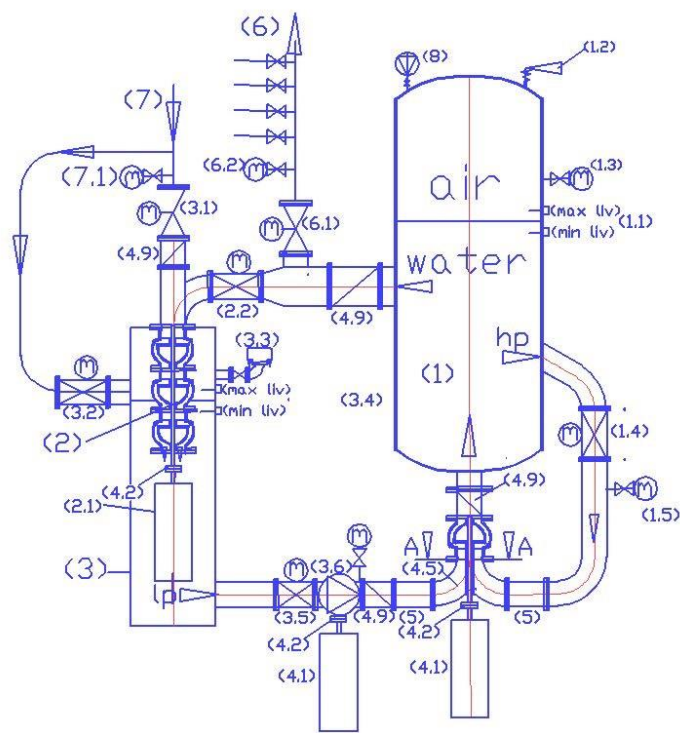 (6)
(8)
(1.2)
(7)
(6.2) M
(1.3)
M
(7.1) M
air
M (3.1)
(max liv) (1.1)
M (6.1)
(min liv)
(4.9)
M
water
(2.2)
(4.9)
(3.3)
hp
M
(max liv)
(1)
(3.2)
(min liv)
(3.4)
M (1.4)
(2)
(4.2)
(4.9)
M
(2.1)
(1.5)
M
A A
(3)
M (3.6)
(4.5)
lp
(3.5)
(4.9) (5)
(4.2)
(5)
(4.2)
(4.1)
(4.1)